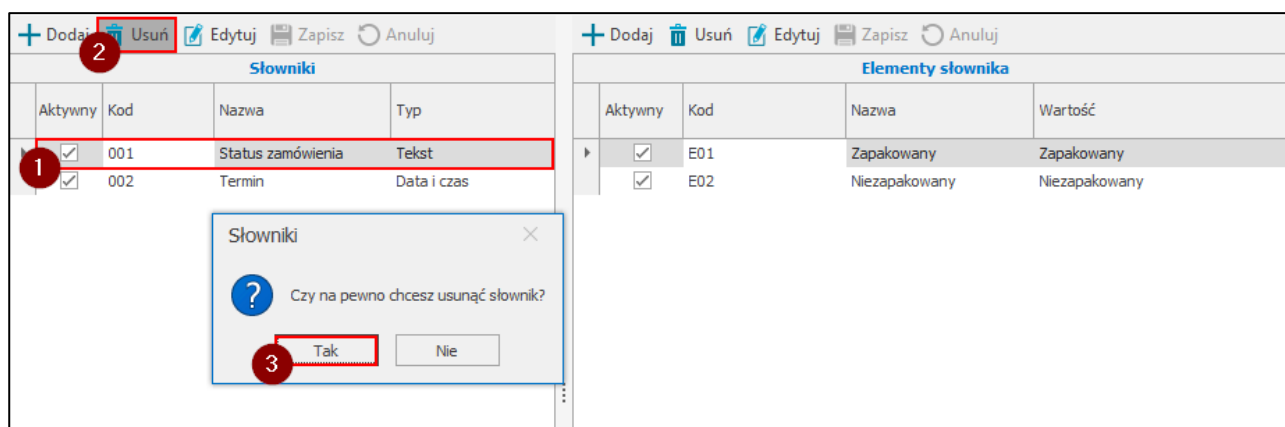 Dodaj Usuń Edytuj Zapisz Anuluj
2
Słowniki
Aktywny Kod Nazwa Typ
1
001 Status zamówienia Tekst
002 Termin Data i czas
Słowniki
Czy na pewno chcesz usunąć słownik?
3
Tak Nie
Dodaj Usuń Edytuj Zapisz Anuluj
Elementy słownika
Aktywny Kod Nazwa Wartość
E01 Zapakowany Zapakowany
E02 Niezapakowany Niezapakowany